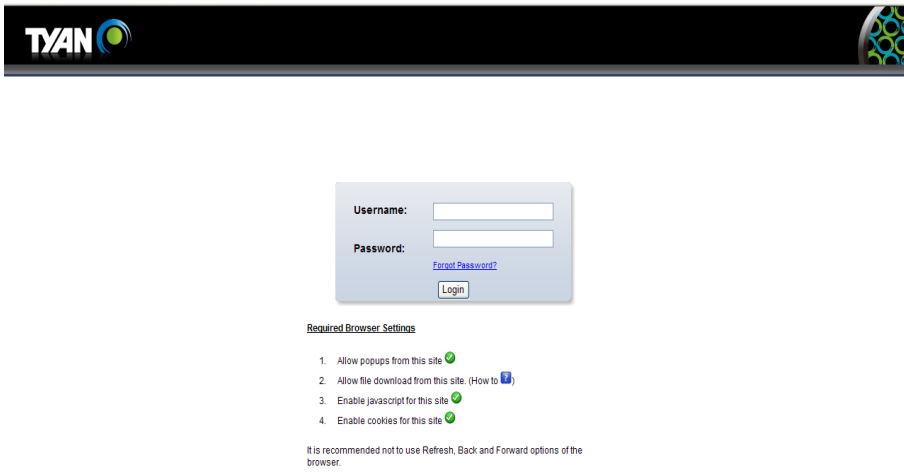 TYAN
Username:
Password:
Forgot Password?
Login
Required Browser Settings
1. Allow popups from this site
2. Allow file download from this site. (How to ?)
3. Enable javascript for this site
4. Enable cookies for this site
It is recommended not to use Refresh, Back and Forward options of the
browser.